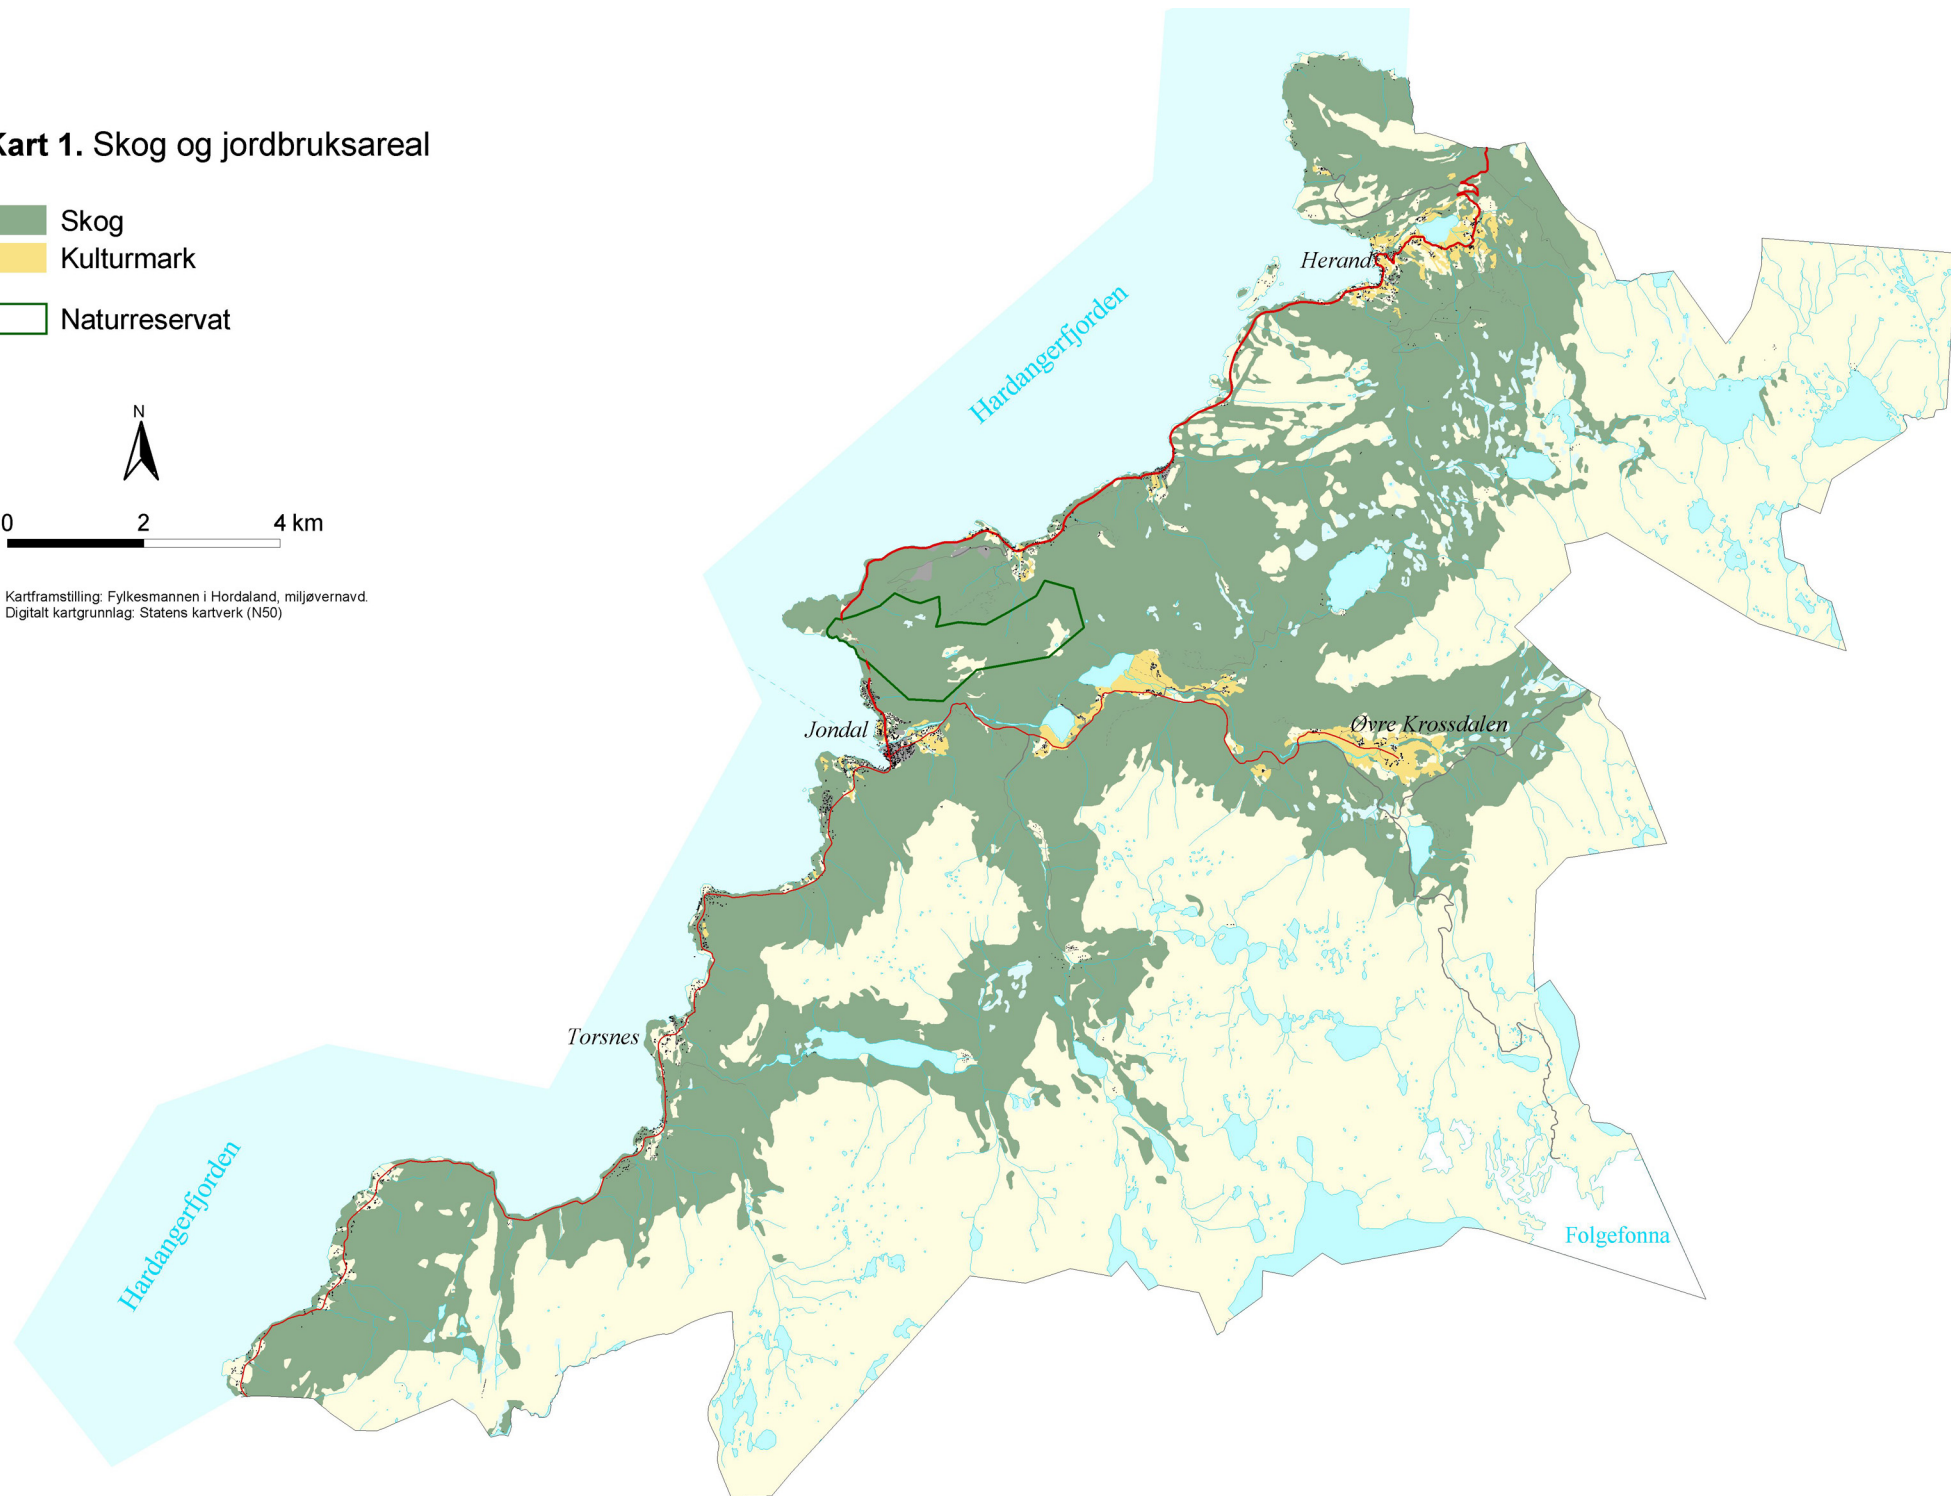 Kart 1. Skog og jordbruksareal
Skog
Kulturmark
Naturreservat
N
0 2 4 km
Kartframstilling: Fylkesmannen i Hordaland, miljøvernavd.
Digitalt kartgrunnlag: Statens kartverk (N50)
Herand
Hardangerfjorden
Jondal
Øvre Krossdalen
Torsnes
Hardangerfjorden
Folgefonna